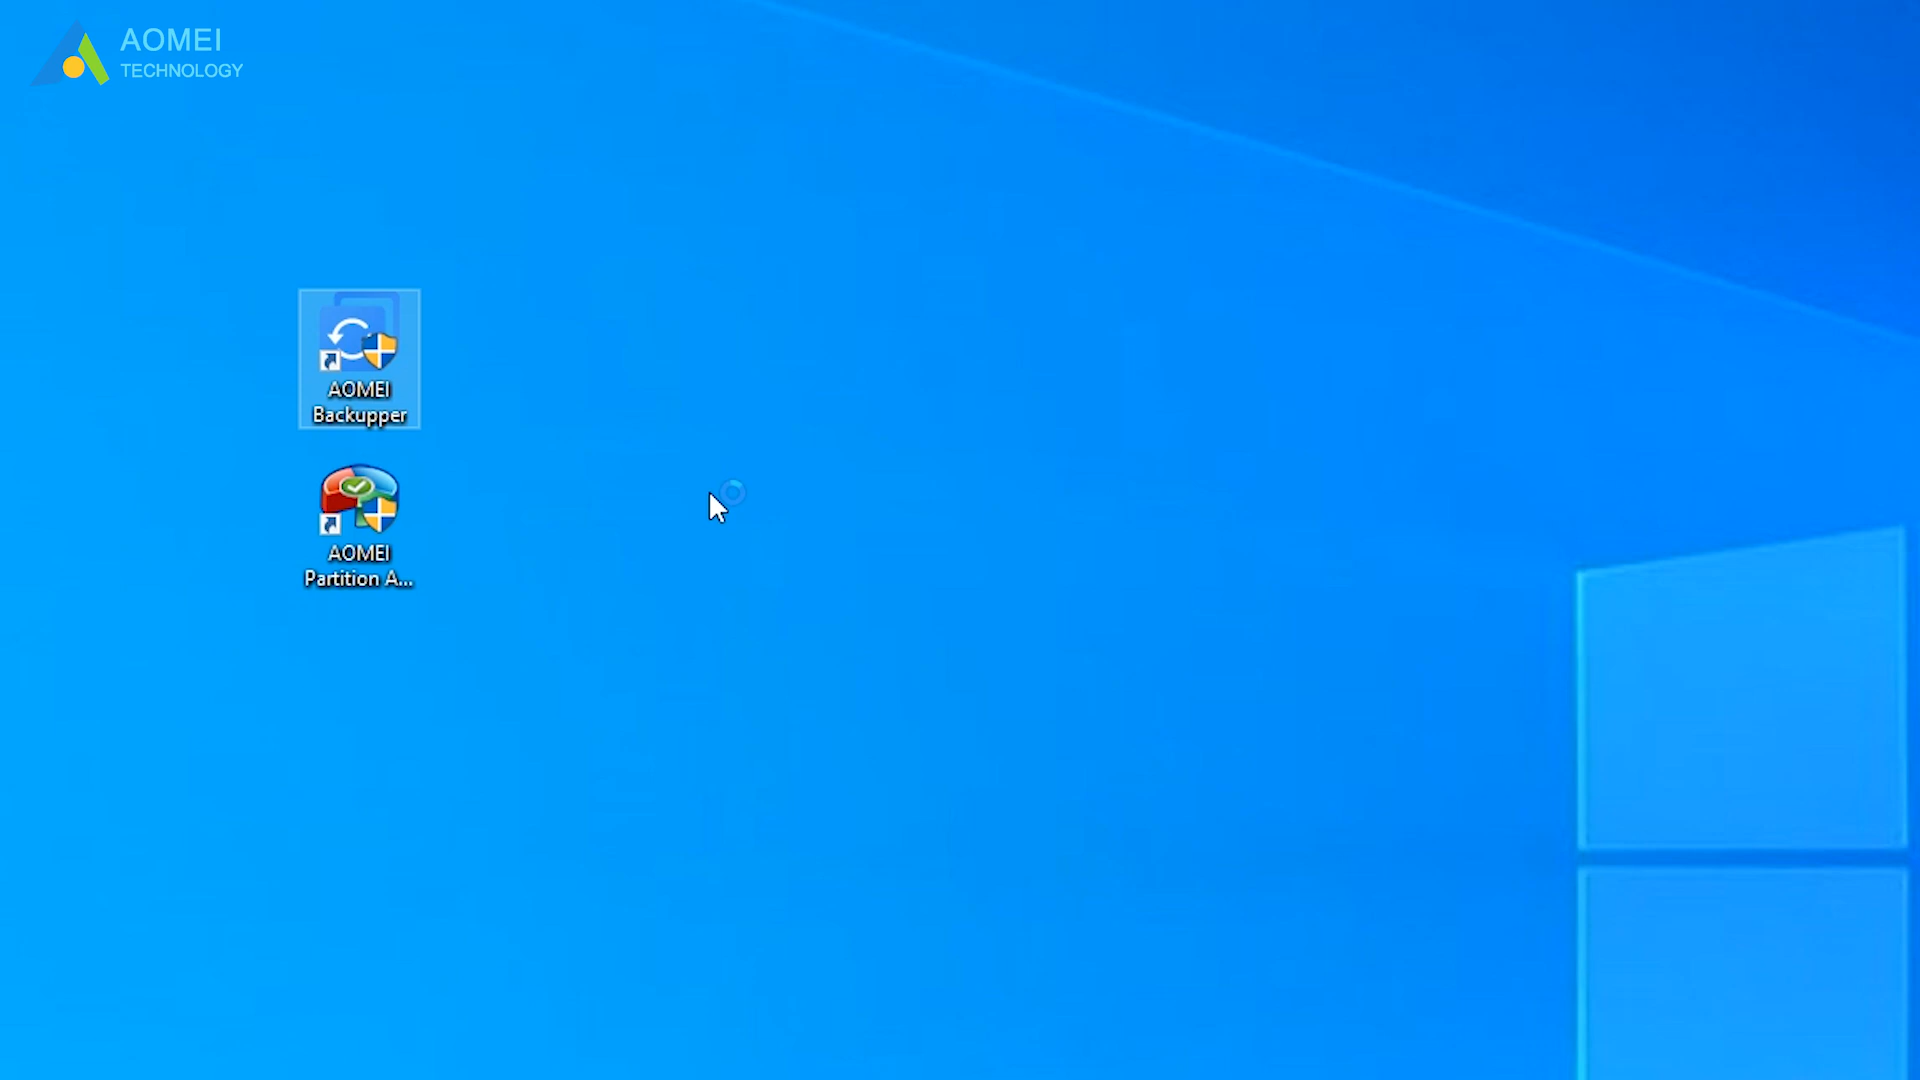 AOMEI
TECHNOLOGY
AOMEI
Backupper
AOMEI
Partition A...